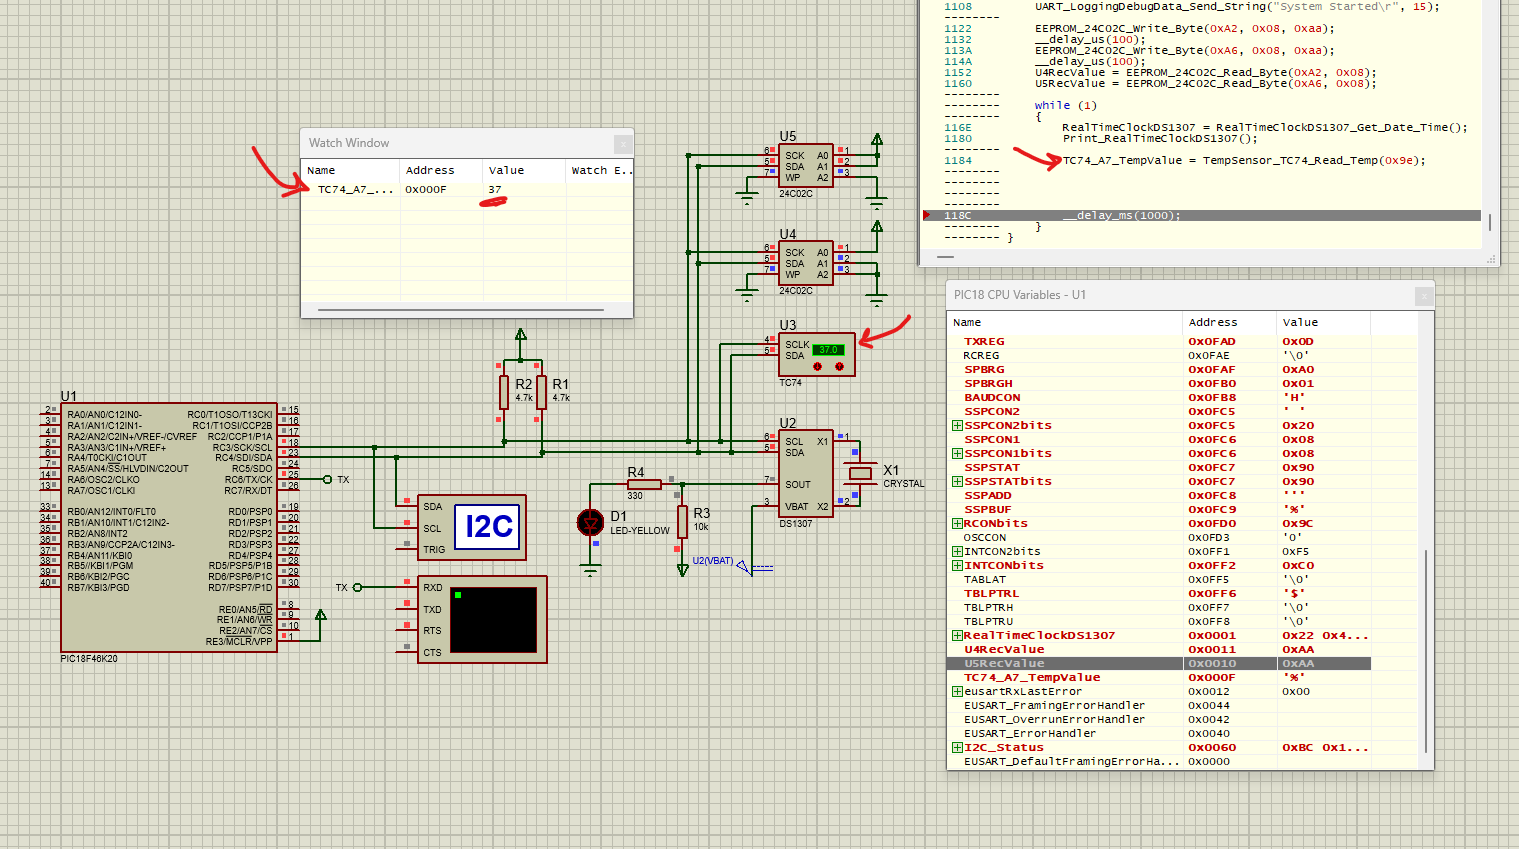 1108 UART_LoggingDebugData_Send_String("System Started\r", 15);
--------
1122 EEPROM_24C02C_Write_Byte(0xA2, 0x08, 0xaa);
1132 __delay_us(100);
113A EEPROM_24C02C_Write_Byte(0xA6, 0x08, 0xaa);
114A __delay_us(100);
1152 U4RecValue = EEPROM_24C02C_Read_Byte(0xA2, 0x08);
1160 U5RecValue = EEPROM_24C02C_Read_Byte(0xA6, 0x08);
--------
-------- while (1)
-------- {
116E RealTimeClockDS1307 = RealTimeClockDS1307_Get_Date_Time();
1180 Print_RealTimeClockDS1307();
--------
1184 TC74_A7_TempValue = TempSensor_TC74_Read_Temp(0x9e);
--------
--------
--------
--------
118C __delay_ms(1000);
-------- }
-------- }
Watch Window
Name Address Value Watch E..
TC74_A7_... 0x000F 37
U5
6 SCK A0 1
5 SDA A1 2
7 WP A2 3
24C02C
U4
6 SCK A0 1
5 SDA A1 2
7 WP A2 3
24C02C
U3
4 SCLK 37.0
5 SDA
TC74
R2 R1
4.7k 4.7k
U1
2 RA0/AN0/C12IN0- RC0/T1OSO/T13CKI 15
3 RA1/AN1/C12IN1- RC1/T1OSI/CCP2B 16
4 RA2/AN2/C2IN+/VREF-/CVREF RC2/CCP1/P1A 17
5 RA3/AN3/C1IN+/VREF+ RC3/SCK/SCL 18
6 RA4/T0CKI/C1OUT RC4/SDI/SDA 23
7 RA5/AN4/SS/HLVDIN/C2OUT RC5/SDO 24
14 RA6/OSC2/CLKO RC6/TX/CK 25
13 RA7/OSC1/CLKI RC7/RX/DT 26
33 RB0/AN12/INT0/FLT0 RD0/PSP0 19
34 RB1/AN10/INT1/C12IN2- RD1/PSP1 20
35 RB2/AN8/INT2 RD2/PSP2 21
36 RB3/AN9/CCP2A/C12IN3- RD3/PSP3 22
37 RB4/AN11/KBI0 RD4/PSP4 27
38 RB5/KBI1/PGM RD5/PSP5/P1B 28
39 RB6/KBI2/PGC RD6/PSP6/P1C 29
40 RB7/KBI3/PGD RD7/PSP7/P1D 30
RE0/AN5/RD 8
RE1/AN6/WR 9
RE2/AN7/CS 10
RE3/MCLR/VPP 1
PIC18F46K20
TX
SDA
SCL
TRIG
I2C
TX
RXD
TXD
RTS
CTS
R4
330
D1
LED-YELLOW
R3
10k
U2(VBAT)
U2
6 SCL X1 1
5 SDA
7 SOUT
3 VBAT X2 2
DS1307
X1
CRYSTAL
PIC18 CPU Variables - U1
Name Address Value
TXREG 0x0FAD 0x0D
RCREG 0x0FAE '\0'
SPBRG 0x0FAF 0xA0
SPBRGH 0x0FB0 0x01
BAUDCON 0x0FB8 'H'
SSPCON2 0x0FC5 ' '
SSPCON2bits 0x0FC5 0x20
SSPCON1 0x0FC6 0x08
SSPCON1bits 0x0FC6 0x08
SSPSTAT 0x0FC7 0x90
SSPSTATbits 0x0FC7 0x90
SSPADD 0x0FC8 '''
SSPBUF 0x0FC9 '%'
RCONbits 0x0FD0 0x9C
OSCCON 0x0FD3 '0'
INTCON2bits 0x0FF1 0xF5
INTCONbits 0x0FF2 0xC0
TABLAT 0x0FF5 '\0'
TBLPTRL 0x0FF6 '$'
TBLPTRH 0x0FF7 '\0'
TBLPTRU 0x0FF8 '\0'
RealTimeClockDS1307 0x0001 0x22 0x4...
U4RecValue 0x0011 0xAA
U5RecValue 0x0010 0xAA
TC74_A7_TempValue 0x000F '%'
eusartRxLastError 0x0012 0x00
EUSART_FramingErrorHandler 0x0044
EUSART_OverrunErrorHandler 0x0042
EUSART_ErrorHandler 0x0040
I2C_Status 0x0060 0xBC 0x1...
EUSART_DefaultFramingErrorHa... 0x0000